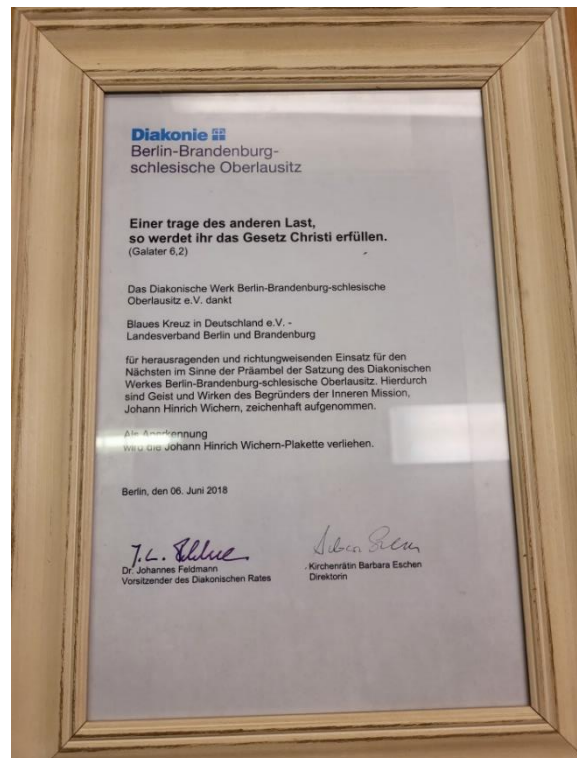 Diakonie
Berlin-Brandenburg-
schlesische Oberlausitz
Einer trage des anderen Last,
so werdet ihr das Gesetz Christi erfüllen.
(Galater 6,2)
Das Diakonische Werk Berlin-Brandenburg-schlesische
Oberlausitz e.V. dankt
Blaues Kreuz in Deutschland e.V. -
Landesverband Berlin und Brandenburg
für herausragenden und richtungweisenden Einsatz für den
Nächsten im Sinne der Präambel der Satzung des Diakonischen
Werkes Berlin-Brandenburg-schlesische Oberlausitz. Hierdurch
sind Geist und Wirken des Begründers der Inneren Mission,
Johann Hinrich Wichern, zeichenhaft aufgenommen.
Als Anerkennung
wird die Johann Hinrich Wichern-Plakette verliehen.
Berlin, den 06. Juni 2018
Dr. Johannes Feldmann
Vorsitzender des Diakonischen Rates
Kirchenrätin Barbara Eschen
Direktorin